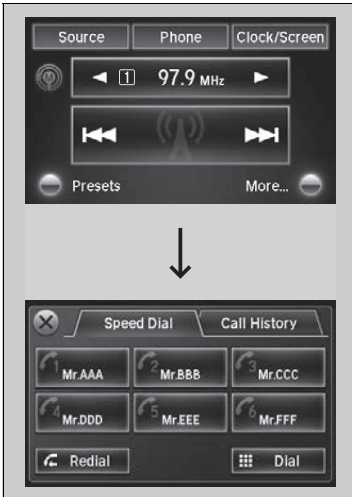 Source Phone Clock/Screen
1 97.9 MHz
Presets More...
Speed Dial Call History
1 Mr.AAA 2 Mr.BBB 3 Mr.CCC
4 Mr.DDD 5 Mr.EEE 6 Mr.FFF
Redial Dial